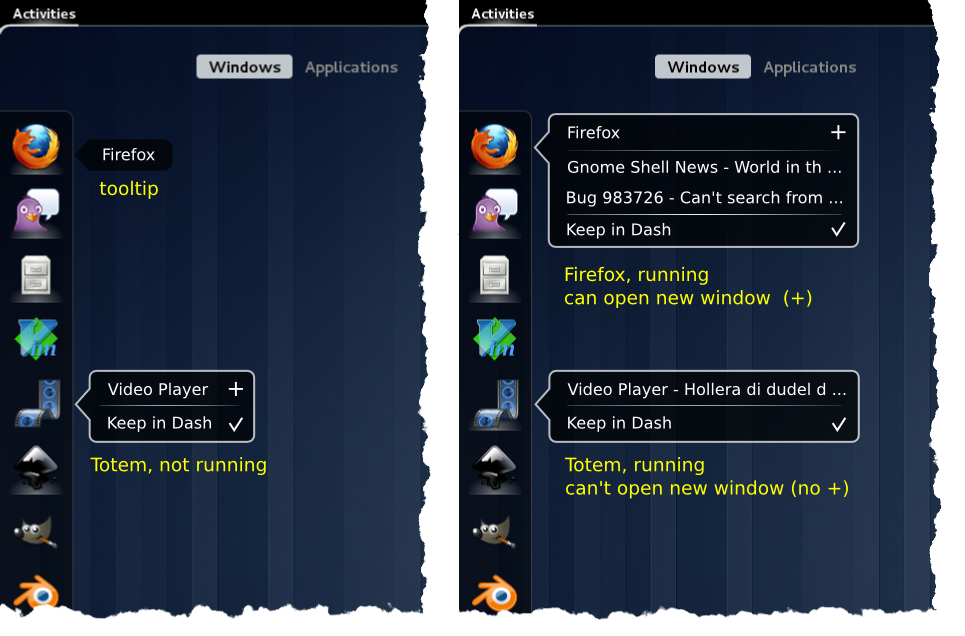 Activities
Windows Applications
Firefox
tooltip
Video Player +
Keep in Dash ✓
Totem, not running
Activities
Windows Applications
Firefox +
Gnome Shell News - World in th ...
Bug 983726 - Can't search from ...
Keep in Dash ✓
Firefox, running
can open new window (+)
Video Player - Hollera di dudel d ...
Keep in Dash ✓
Totem, running
can't open new window (no +)